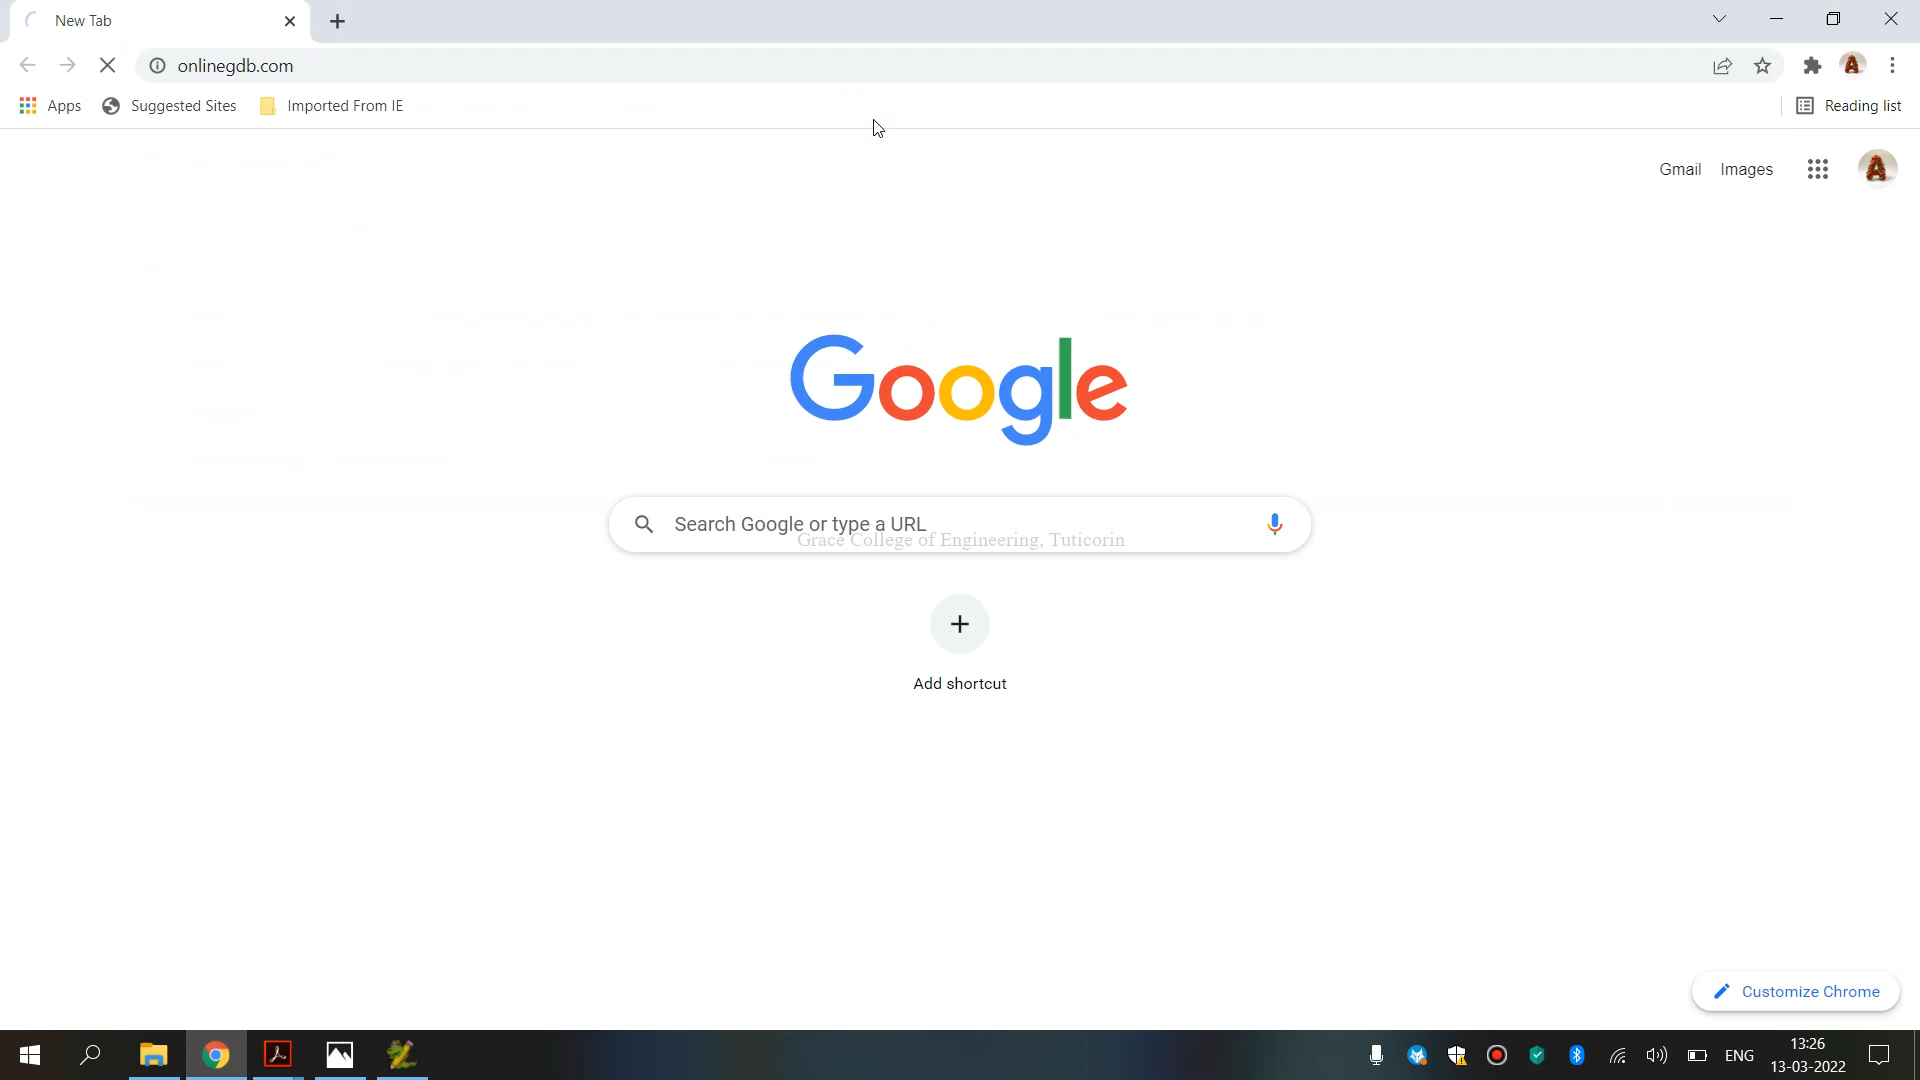 New Tab
onlinegdb.com
Apps Suggested Sites Imported From IE Reading list
Gmail Images
Google
Search Google or type a URL
Grace College of Engineering, Tuticorin
Add shortcut
Customize Chrome
ENG 13:26
13-03-2022